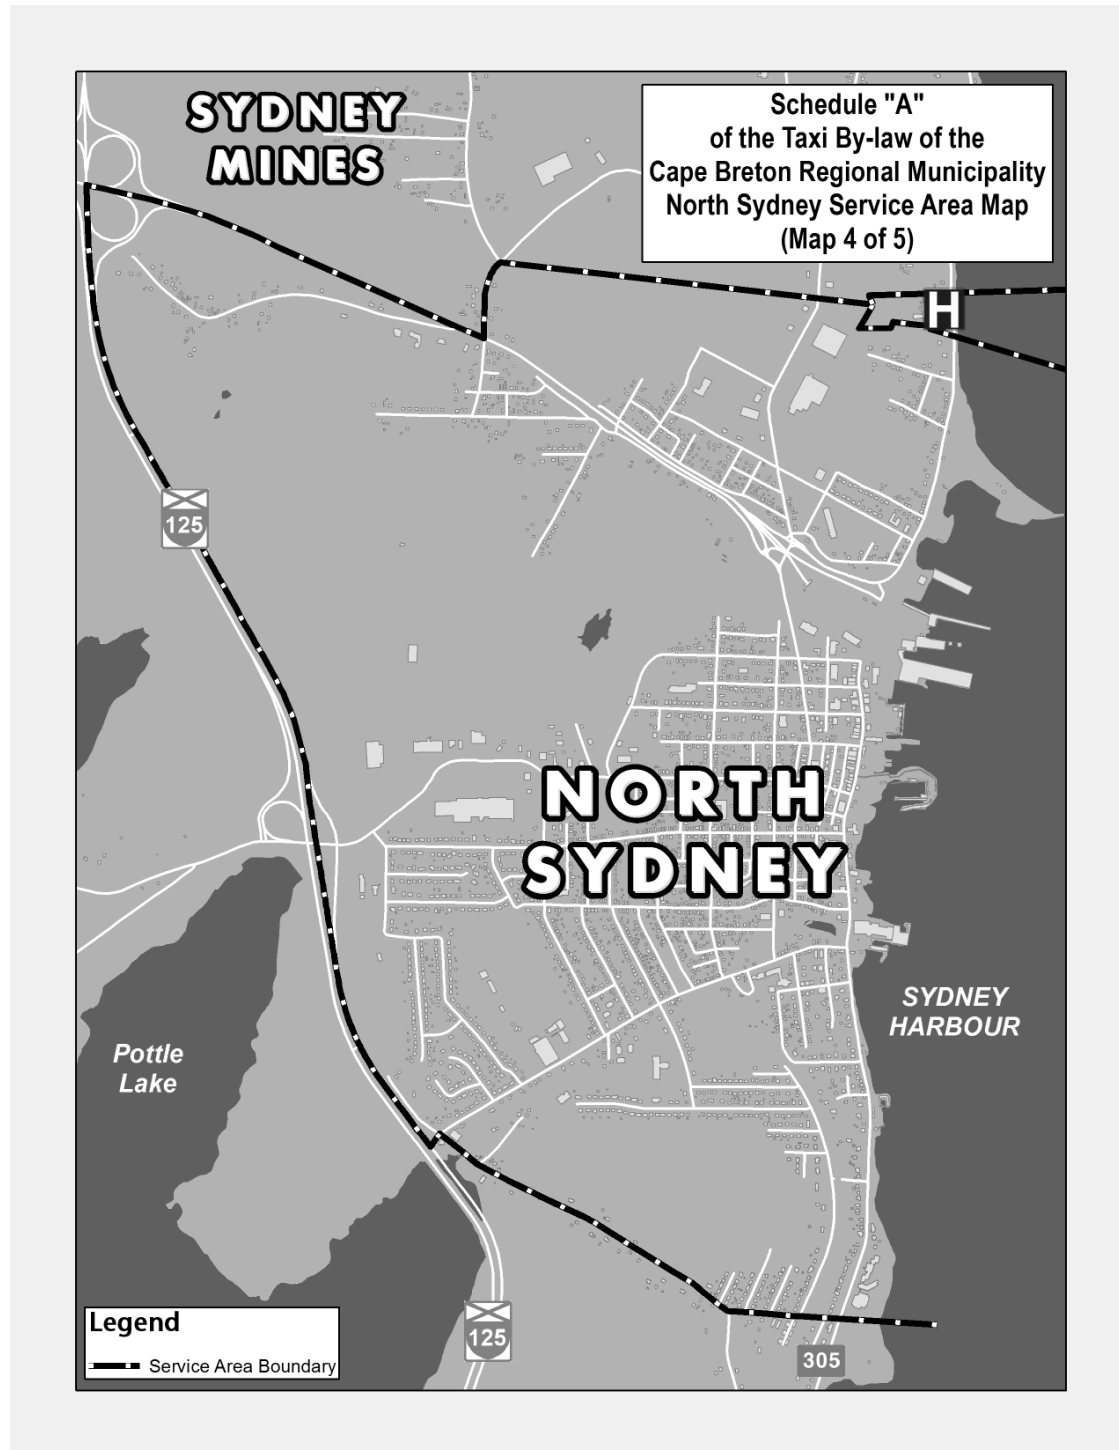 SYDNEY
MINES
Schedule "A"
of the Taxi By-law of the
Cape Breton Regional Municipality
North Sydney Service Area Map
(Map 4 of 5)
H
125
NORTH
SYDNEY
SYDNEY
HARBOUR
Pottle
Lake
Legend
Service Area Boundary
125
305